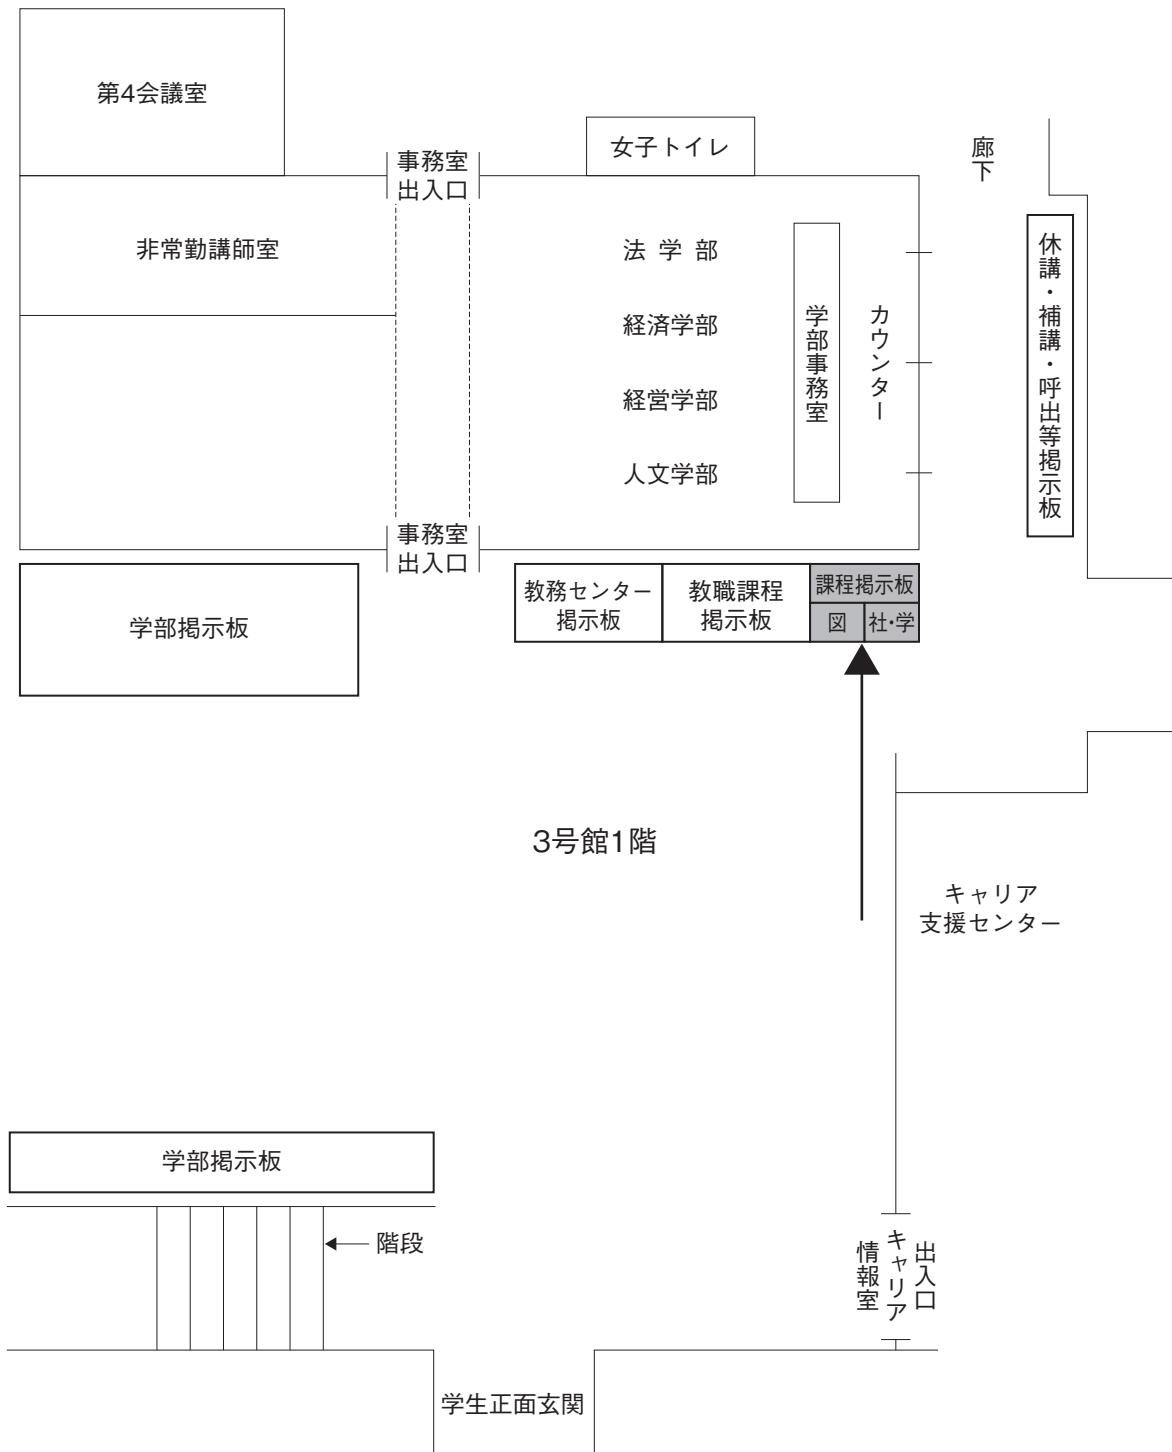 第4会議室
女子トイレ
事務室
出入口
廊下
非常勤講師室
法学部
経済学部
経営学部
人文学部
学部事務室
カウンター
休講・補講・呼出等掲示板
事務室
出入口
学部掲示板
教務センター
掲示板
教職課程
掲示板
課程掲示板
図
社・学
3号館1階
キャリア
支援センター
学部掲示板
階段
出入口
キャリア
情報室
学生正面玄関